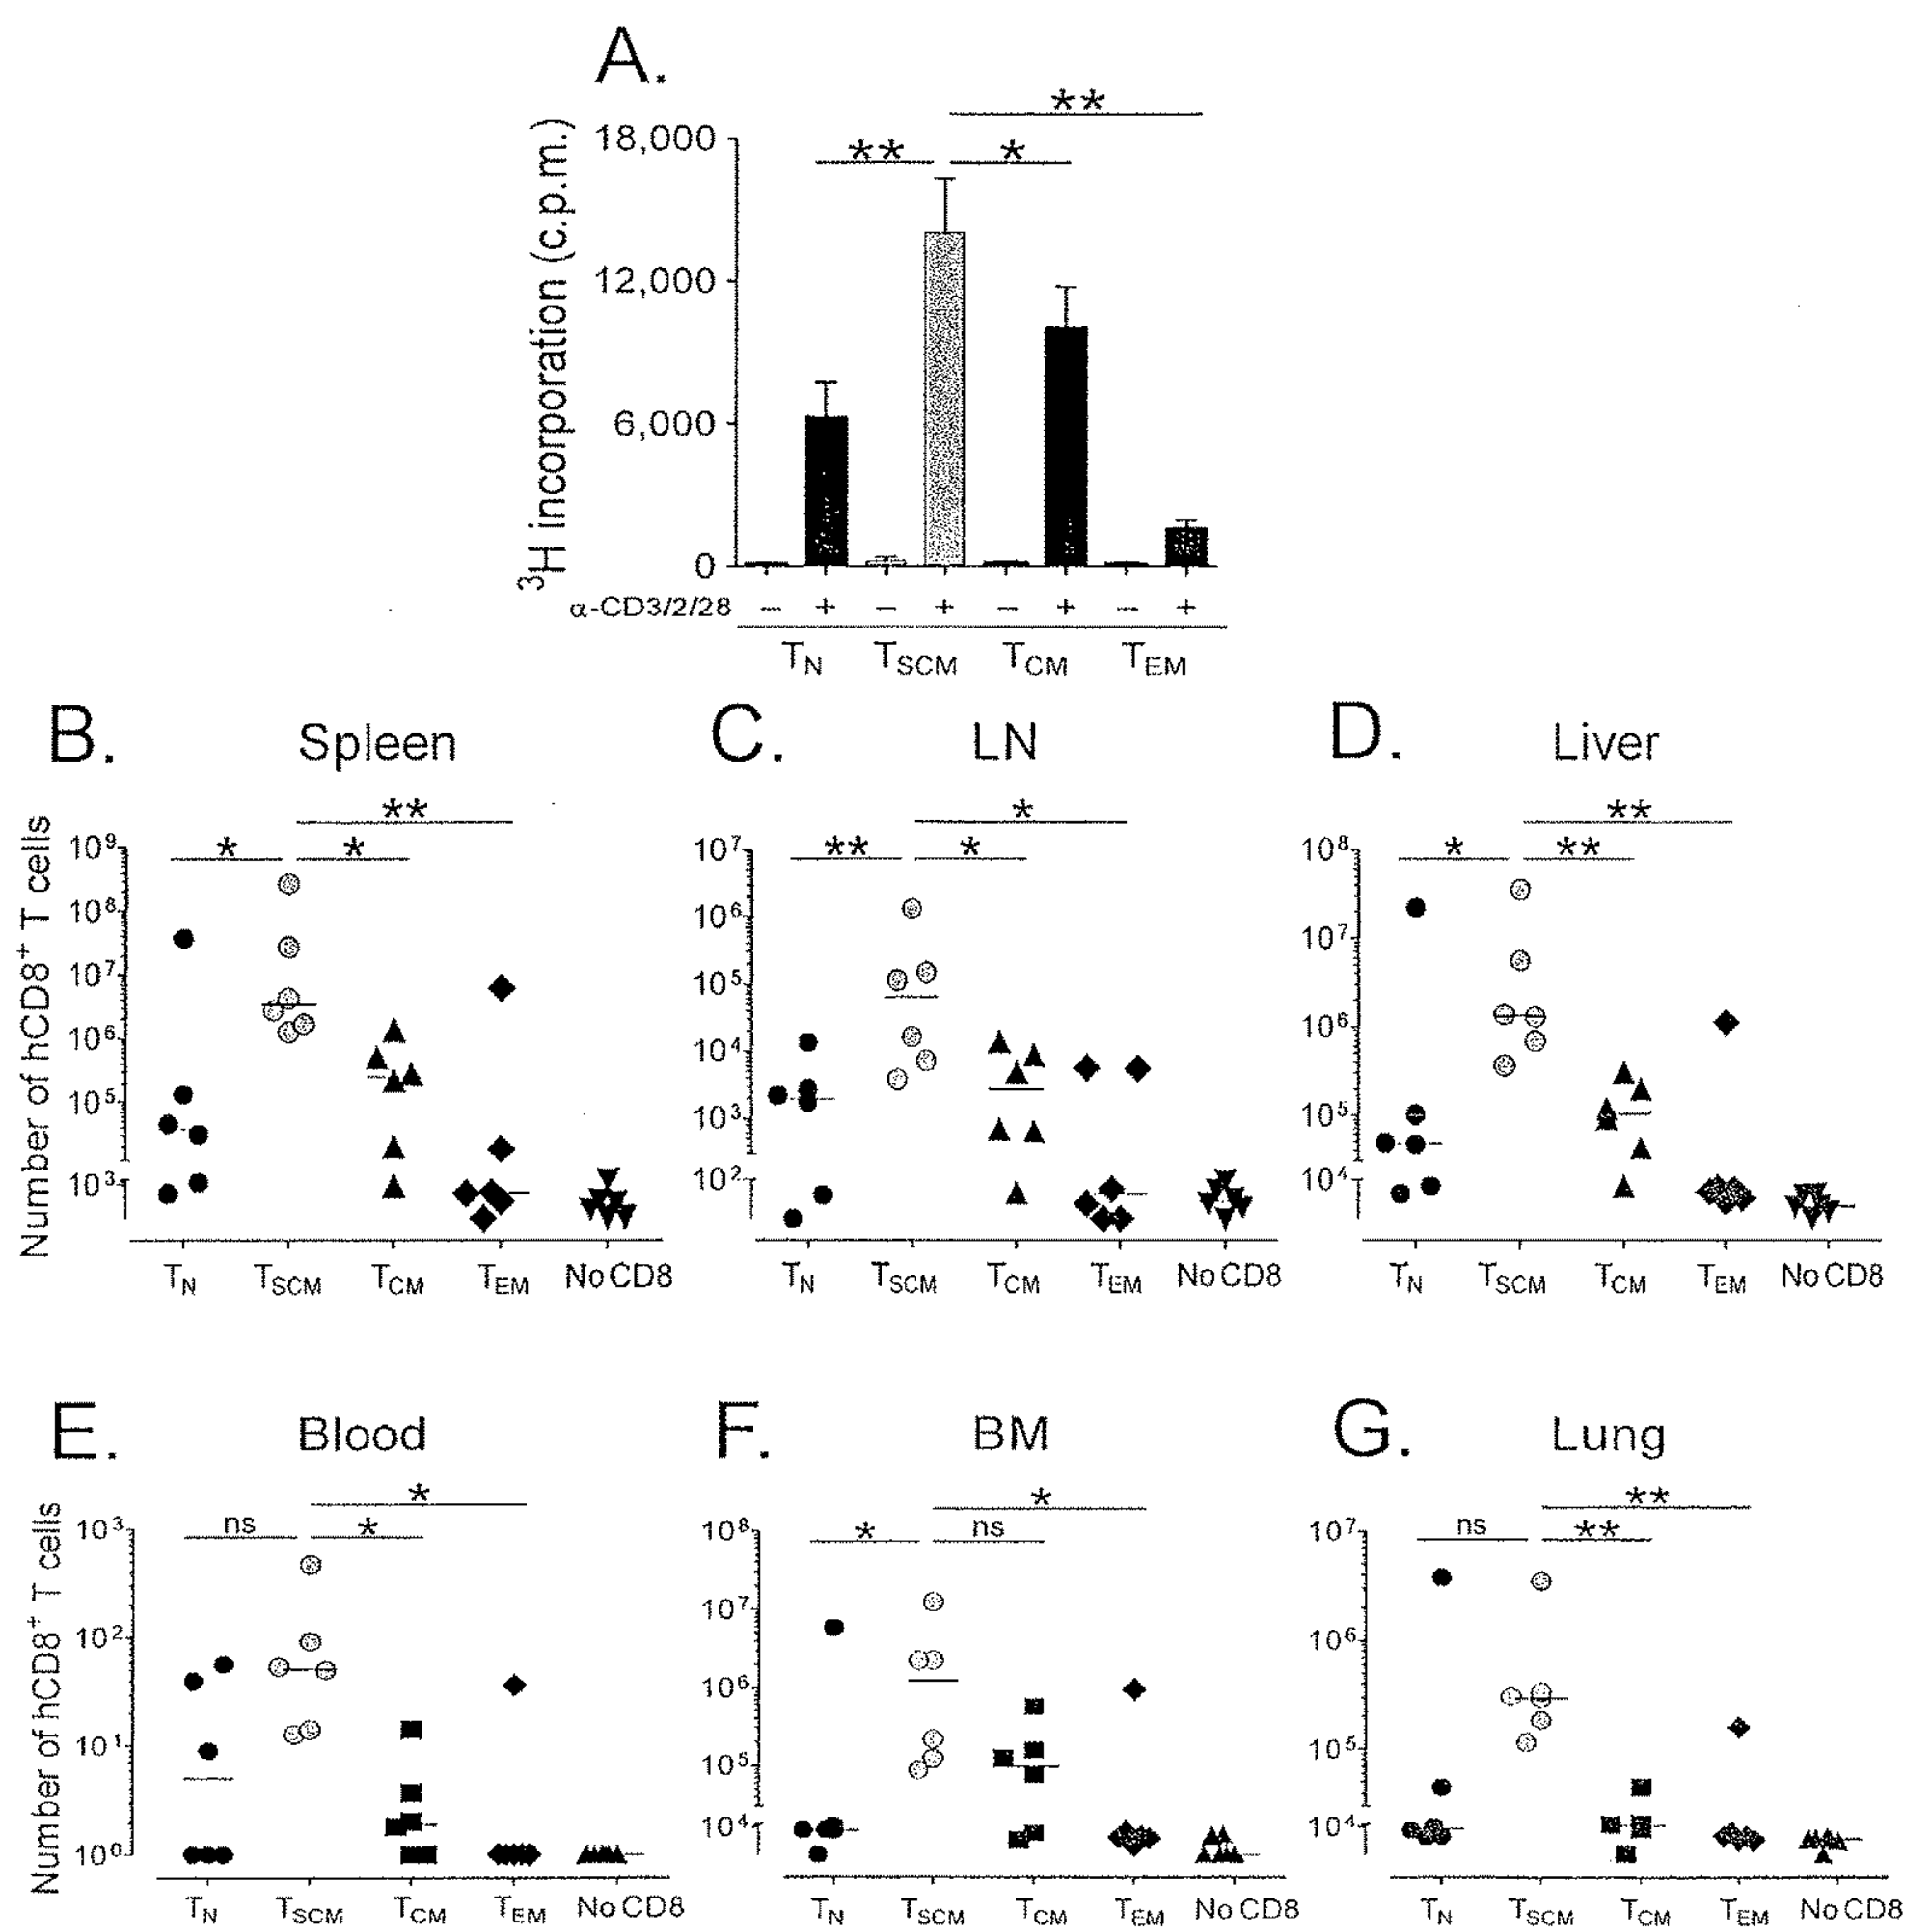 A.
**
18,000
** *
12,000
6,000
0
³H incorporation (c.p.m.)
α-CD3/2/28 – + – + – + – +
T_N T_SCM T_CM T_EM
B. Spleen
**
* *
Number of hCD8⁺ T cells
10⁹
10⁸
10⁷
10⁶
10⁵
10³
T_N T_SCM T_CM T_EM No CD8
C. LN
*
** *
10⁷
10⁶
10⁵
10⁴
10³
10²
T_N T_SCM T_CM T_EM No CD8
D. Liver
**
* **
10⁸
10⁷
10⁶
10⁵
10⁴
T_N T_SCM T_CM T_EM No CD8
E. Blood
*
ns *
Number of hCD8⁺ T cells
10³
10²
10¹
10⁰
T_N T_SCM T_CM T_EM No CD8
F. BM
*
* ns
10⁸
10⁷
10⁶
10⁵
10⁴
T_N T_SCM T_CM T_EM No CD8
G. Lung
**
ns **
10⁷
10⁶
10⁵
10⁴
T_N T_SCM T_CM T_EM No CD8